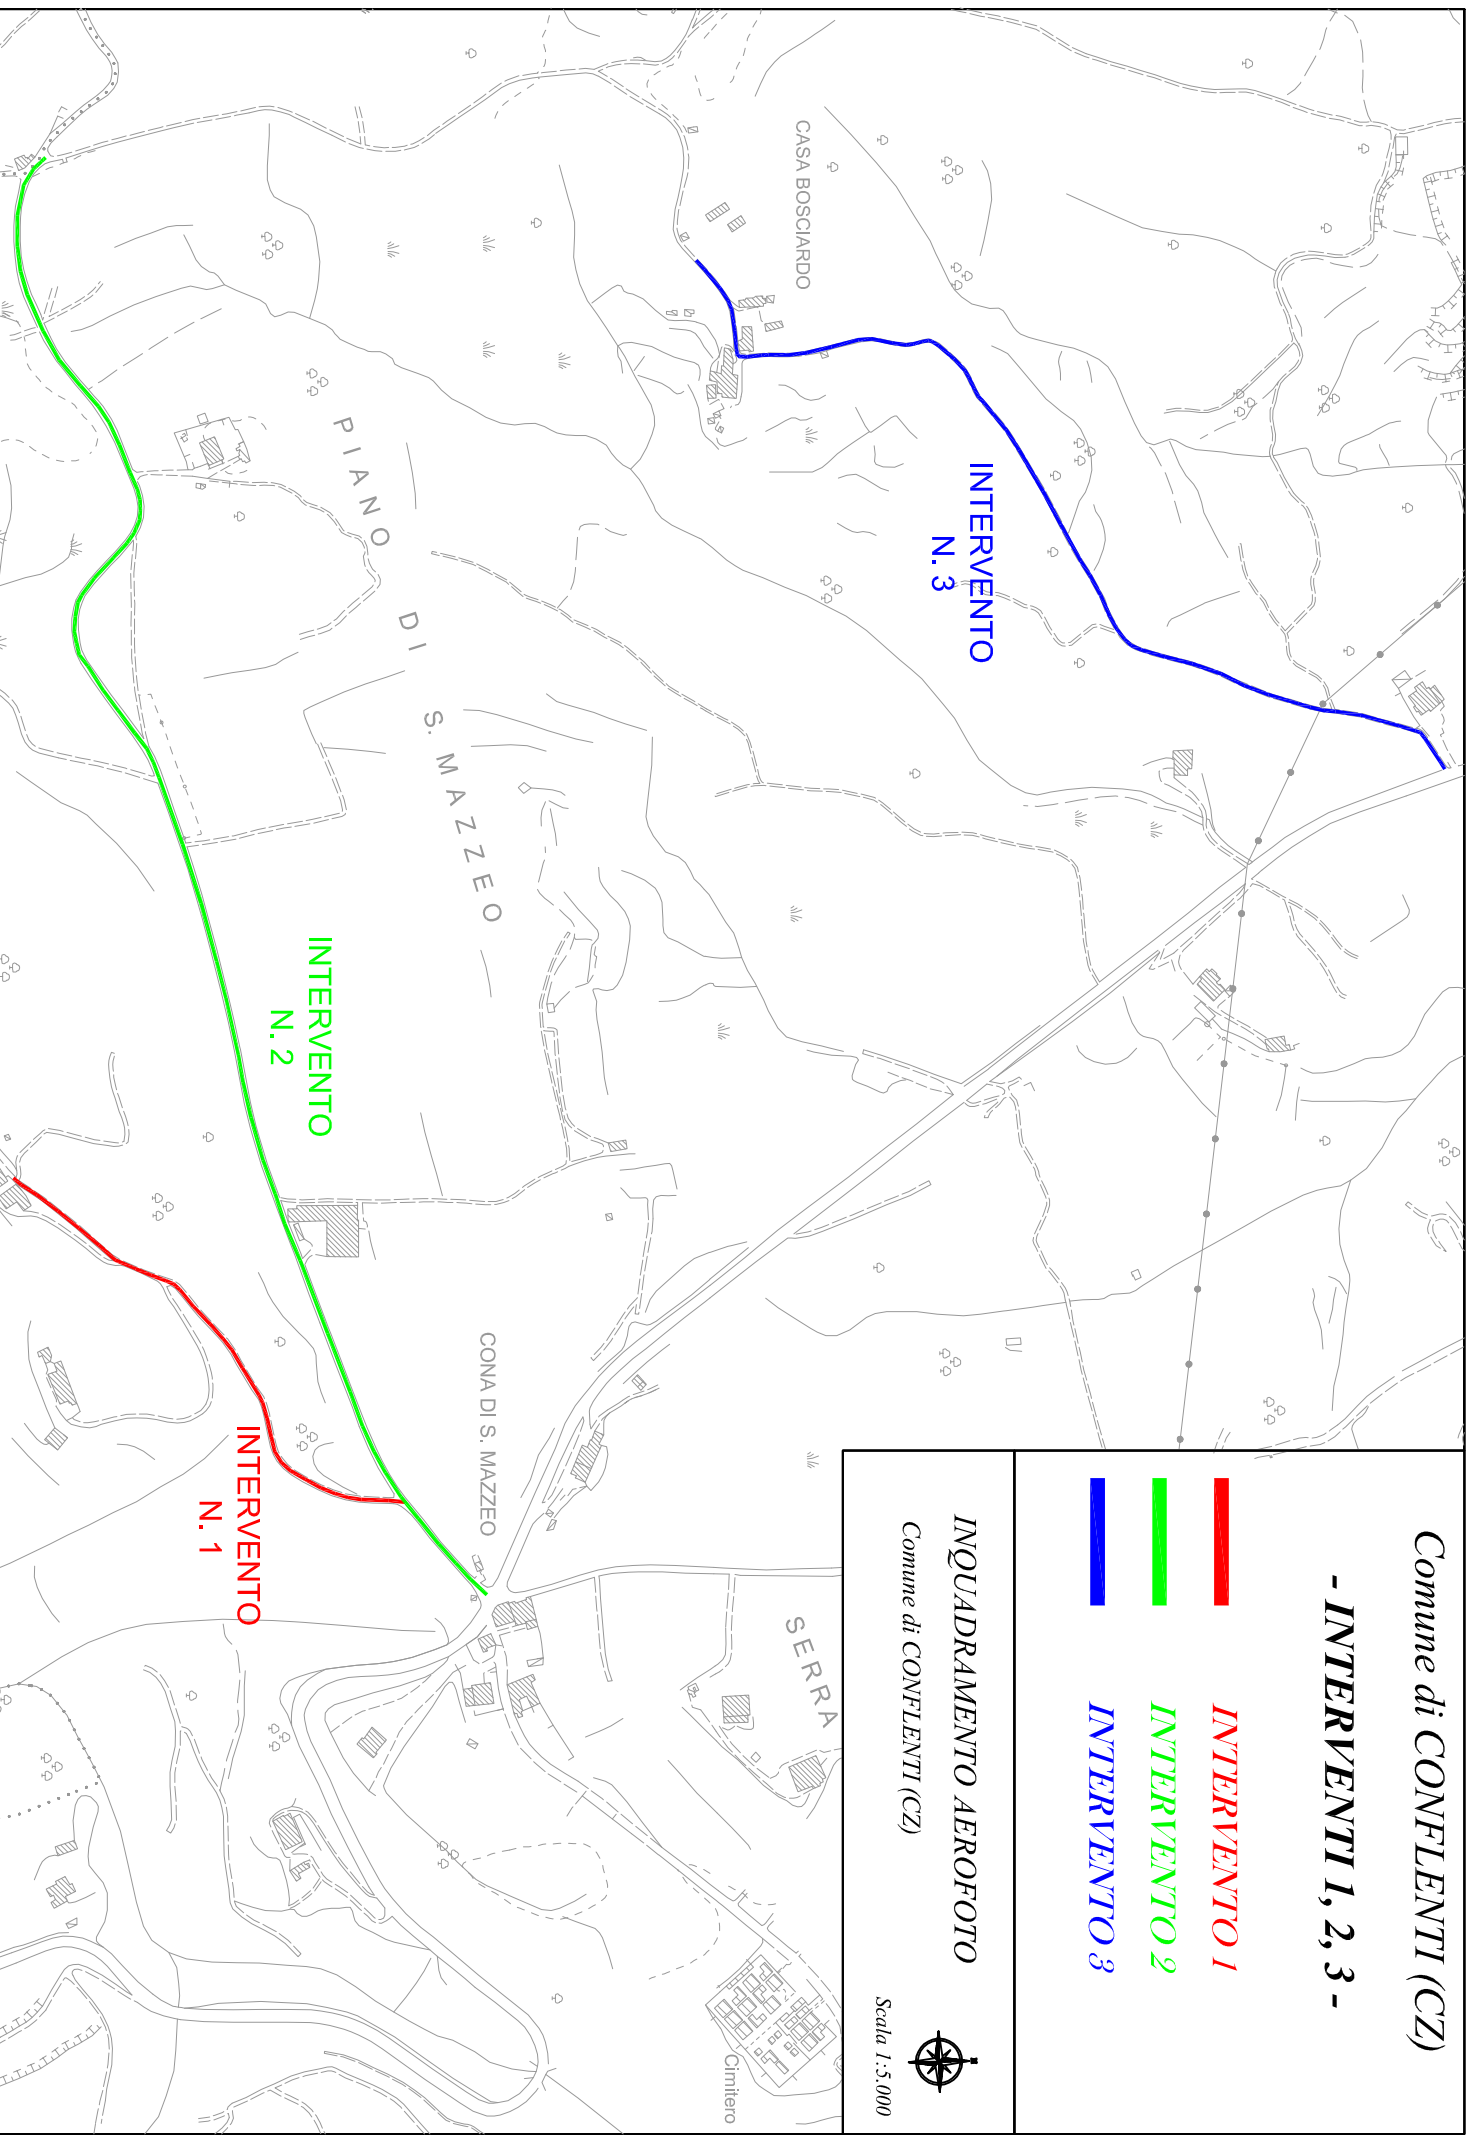 Comune di CONFLENTI (CZ)
- INTERVENTI 1, 2, 3 -
INTERVENTO 1
INTERVENTO 2
INTERVENTO 3
INQUADRAMENTO AEROFOTO
Comune di CONFLENTI (CZ)
Scala 1:5.000
CASA BOSCIARDO
INTERVENTO
N. 3
PIANO DI S. MAZZEO
INTERVENTO
N. 2
CONA DI S. MAZZEO
INTERVENTO
N. 1
SERRA
Cimitero